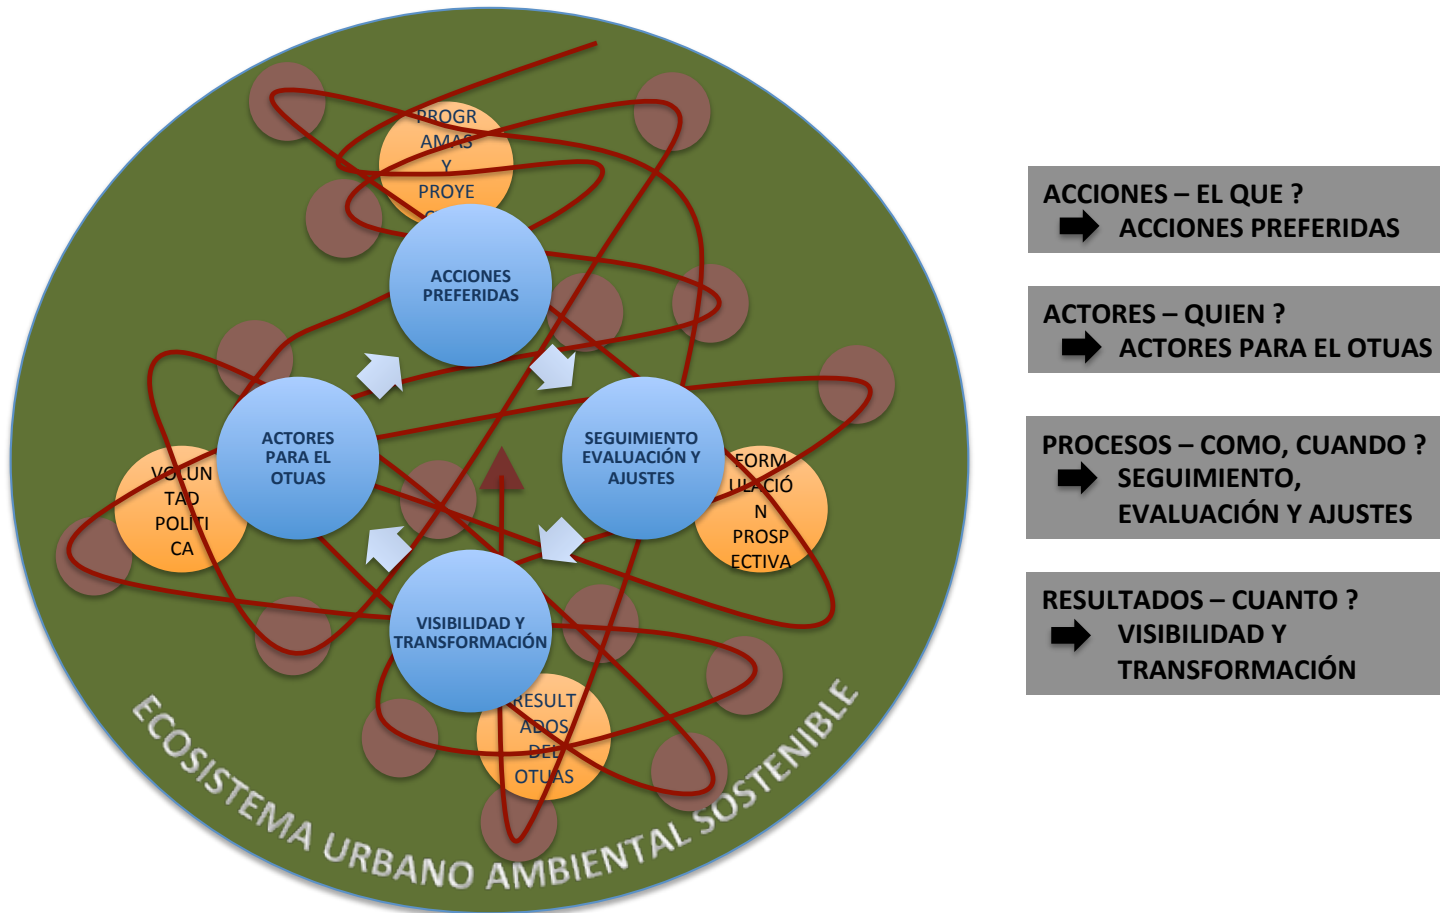 PROGR
AMAS
Y
PROYE
ACCIONES
PREFERIDAS
ACTORES
PARA EL
OTUAS
SEGUIMIENTO
EVALUACIÓN Y
AJUSTES
VOLUN
TAD
POLÍTI
CA
FORM
ULACIÓ
N
PROSP
ECTIVA
VISIBILIDAD Y
TRANSFORMACIÓN
RESULT
ADOS
DEL
OTUAS
ECOSISTEMA URBANO AMBIENTAL SOSTENIBLE
ACCIONES – EL QUE ?
ACCIONES PREFERIDAS
ACTORES – QUIEN ?
ACTORES PARA EL OTUAS
PROCESOS – COMO, CUANDO ?
SEGUIMIENTO,
EVALUACIÓN Y AJUSTES
RESULTADOS – CUANTO ?
VISIBILIDAD Y
TRANSFORMACIÓN